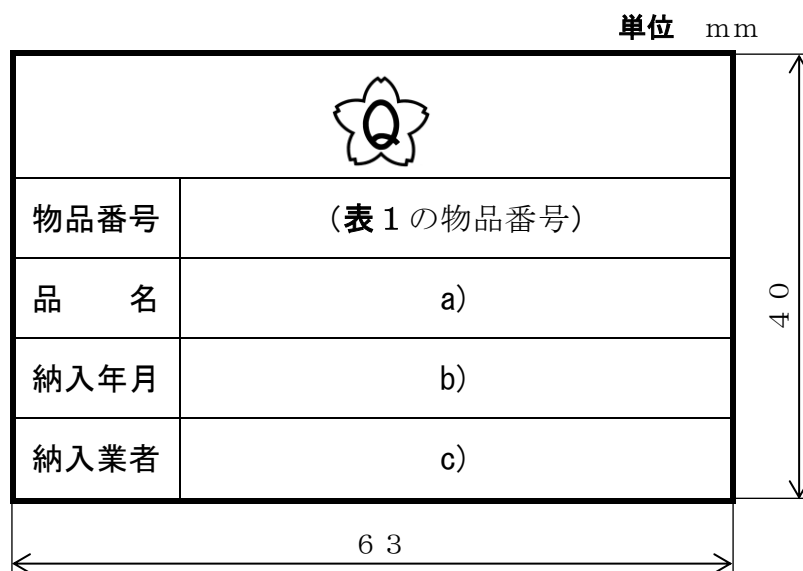 単位　ｍｍ
Q
物品番号　（表１の物品番号）
品　　名　a)
納入年月　b)
納入業者　c)
４０
６３